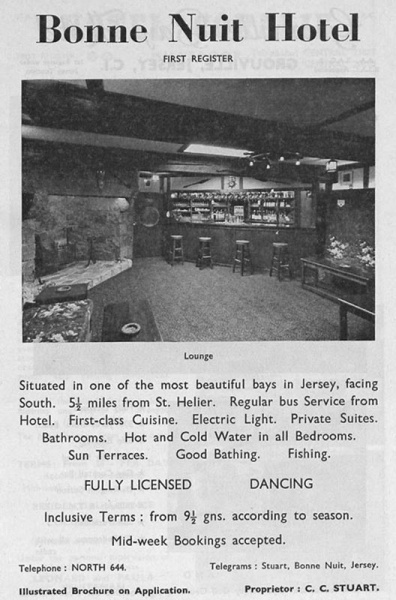 Bonne Nuit Hotel
FIRST REGISTER
Lounge
Situated in one of the most beautiful bays in Jersey, facing
South. 5½ miles from St. Helier. Regular bus Service from
Hotel. First-class Cuisine. Electric Light. Private Suites.
Bathrooms. Hot and Cold Water in all Bedrooms.
Sun Terraces. Good Bathing. Fishing.
FULLY LICENSED DANCING
Inclusive Terms ; from 9½ gns. according to season.
Mid-week Bookings accepted.
Telephone : NORTH 644. Telegrams : Stuart, Bonne Nuit, Jersey.
Illustrated Brochure on Application. Proprietor : C. C. STUART.